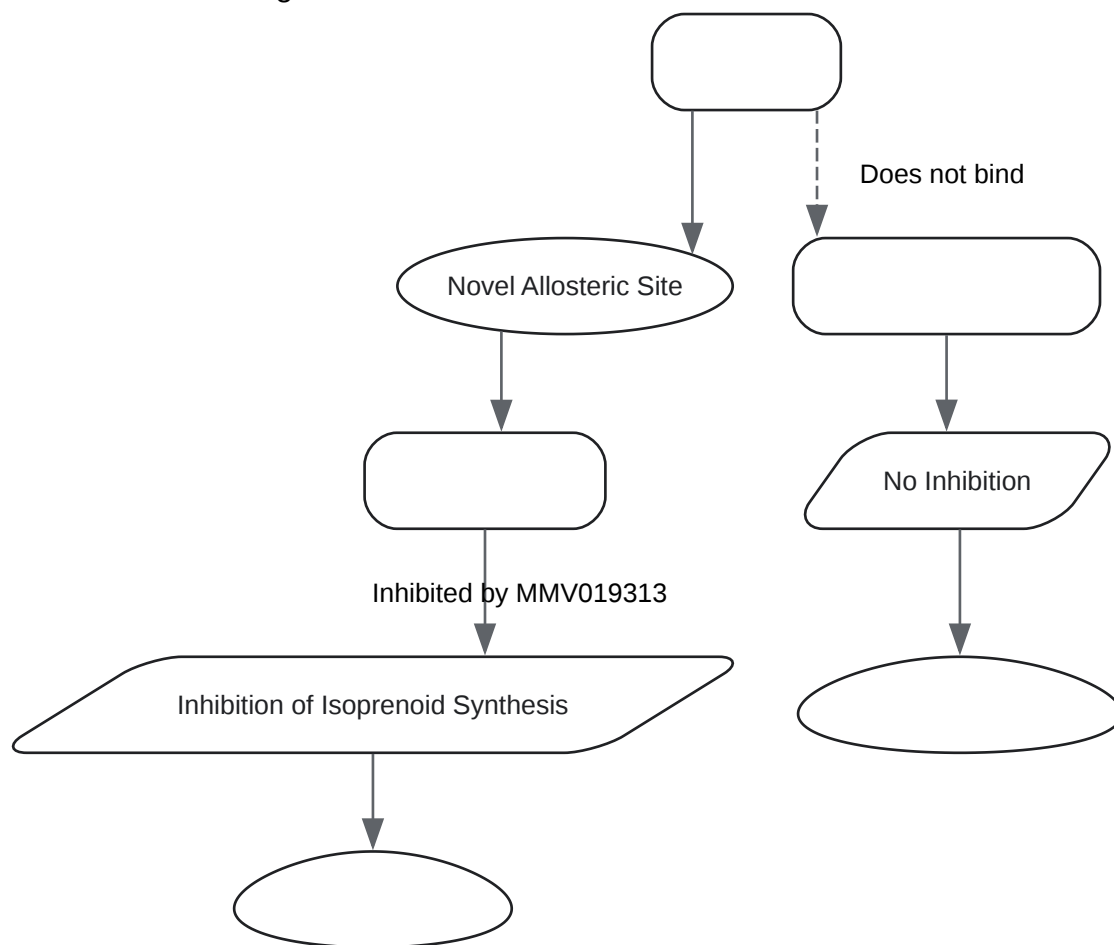 Does not bind
Novel Allosteric Site
No Inhibition
Inhibited by MMV019313
Inhibition of Isoprenoid Synthesis